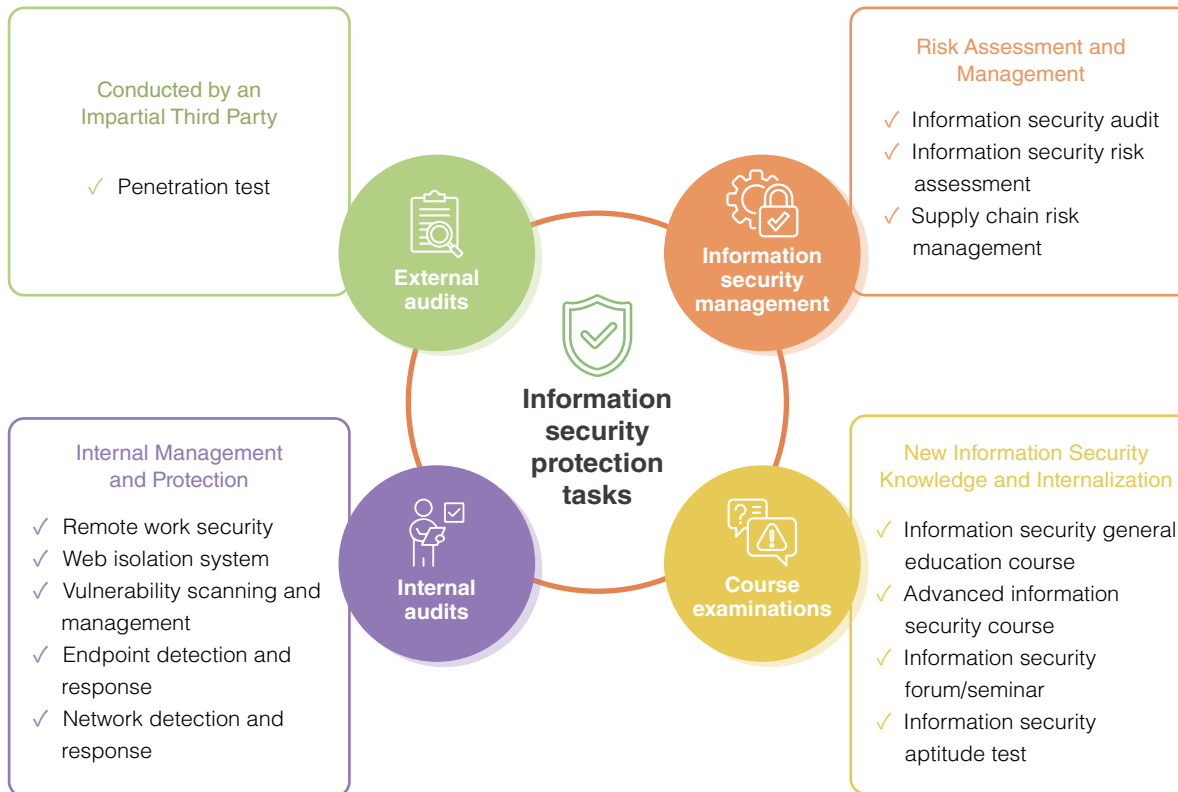 Conducted by an
Impartial Third Party
✓ Penetration test
External
audits
Risk Assessment and
Management
✓ Information security audit
✓ Information security risk
assessment
✓ Supply chain risk
management
Information
security
management
Information
security
protection
tasks
Internal Management
and Protection
✓ Remote work security
✓ Web isolation system
✓ Vulnerability scanning and
management
✓ Endpoint detection and
response
✓ Network detection and
response
Internal
audits
New Information Security
Knowledge and Internalization
✓ Information security general
education course
✓ Advanced information
security course
✓ Information security
forum/seminar
✓ Information security
aptitude test
?
!
Course
examinations